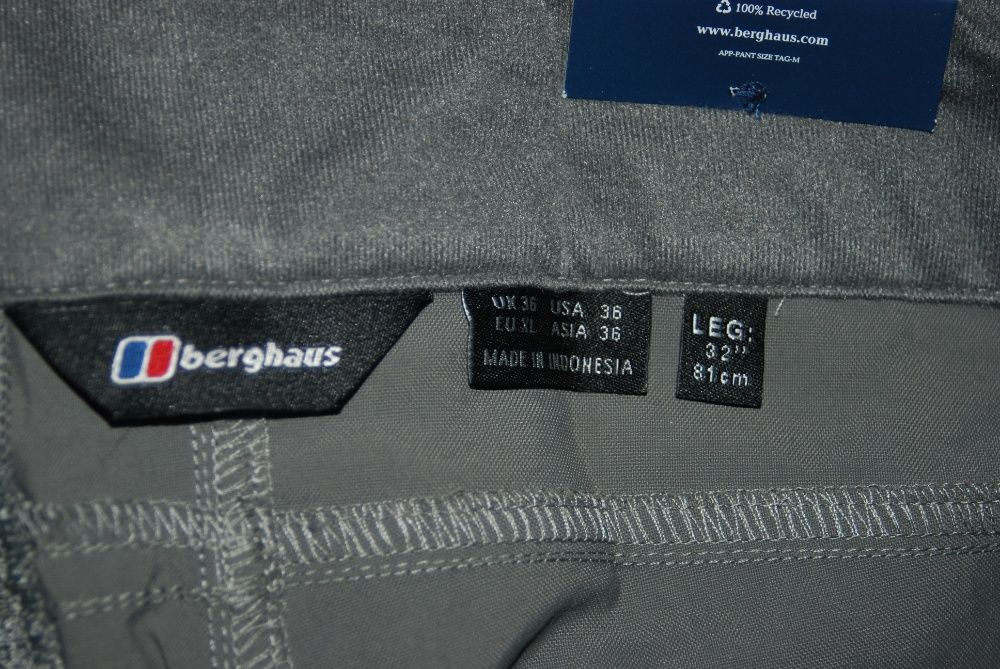 100% Recycled
www.berghaus.com
APP-PANT SIZE TAG-M
berghaus
UK 36 USA 36
EU XL ASIA 36
MADE IN INDONESIA
LEG:
32"
81cm